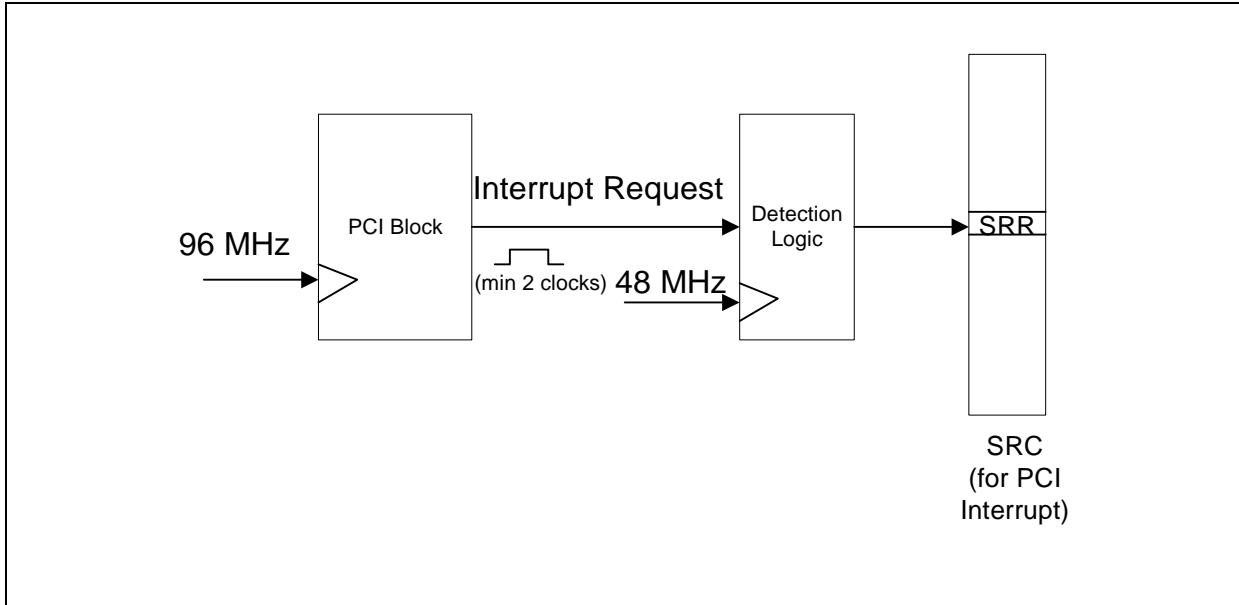 96 MHz
PCI Block
Interrupt Request
(min 2 clocks)
48 MHz
Detection
Logic
SRR
SRC
(for PCI
Interrupt)